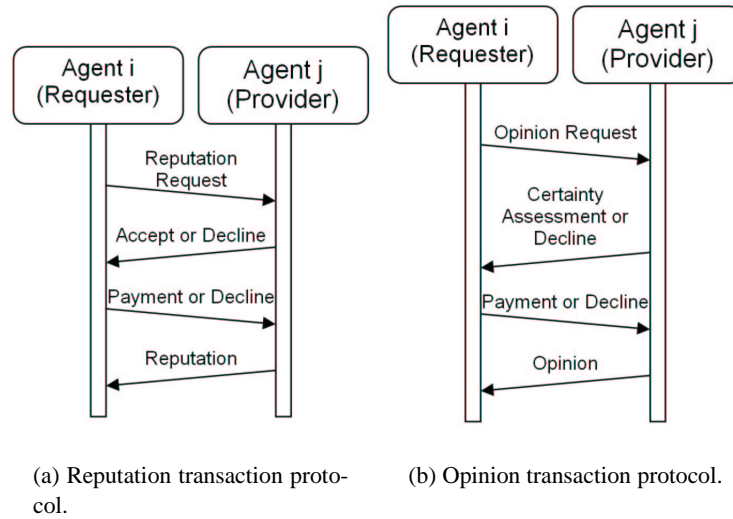 Agent i
(Requester)
Agent j
(Provider)
Reputation
Request
Accept or Decline
Payment or Decline
Reputation
(a) Reputation transaction proto-
col.
Agent i
(Requester)
Agent j
(Provider)
Opinion Request
Certainty
Assessment or
Decline
Payment or Decline
Opinion
(b) Opinion transaction protocol.